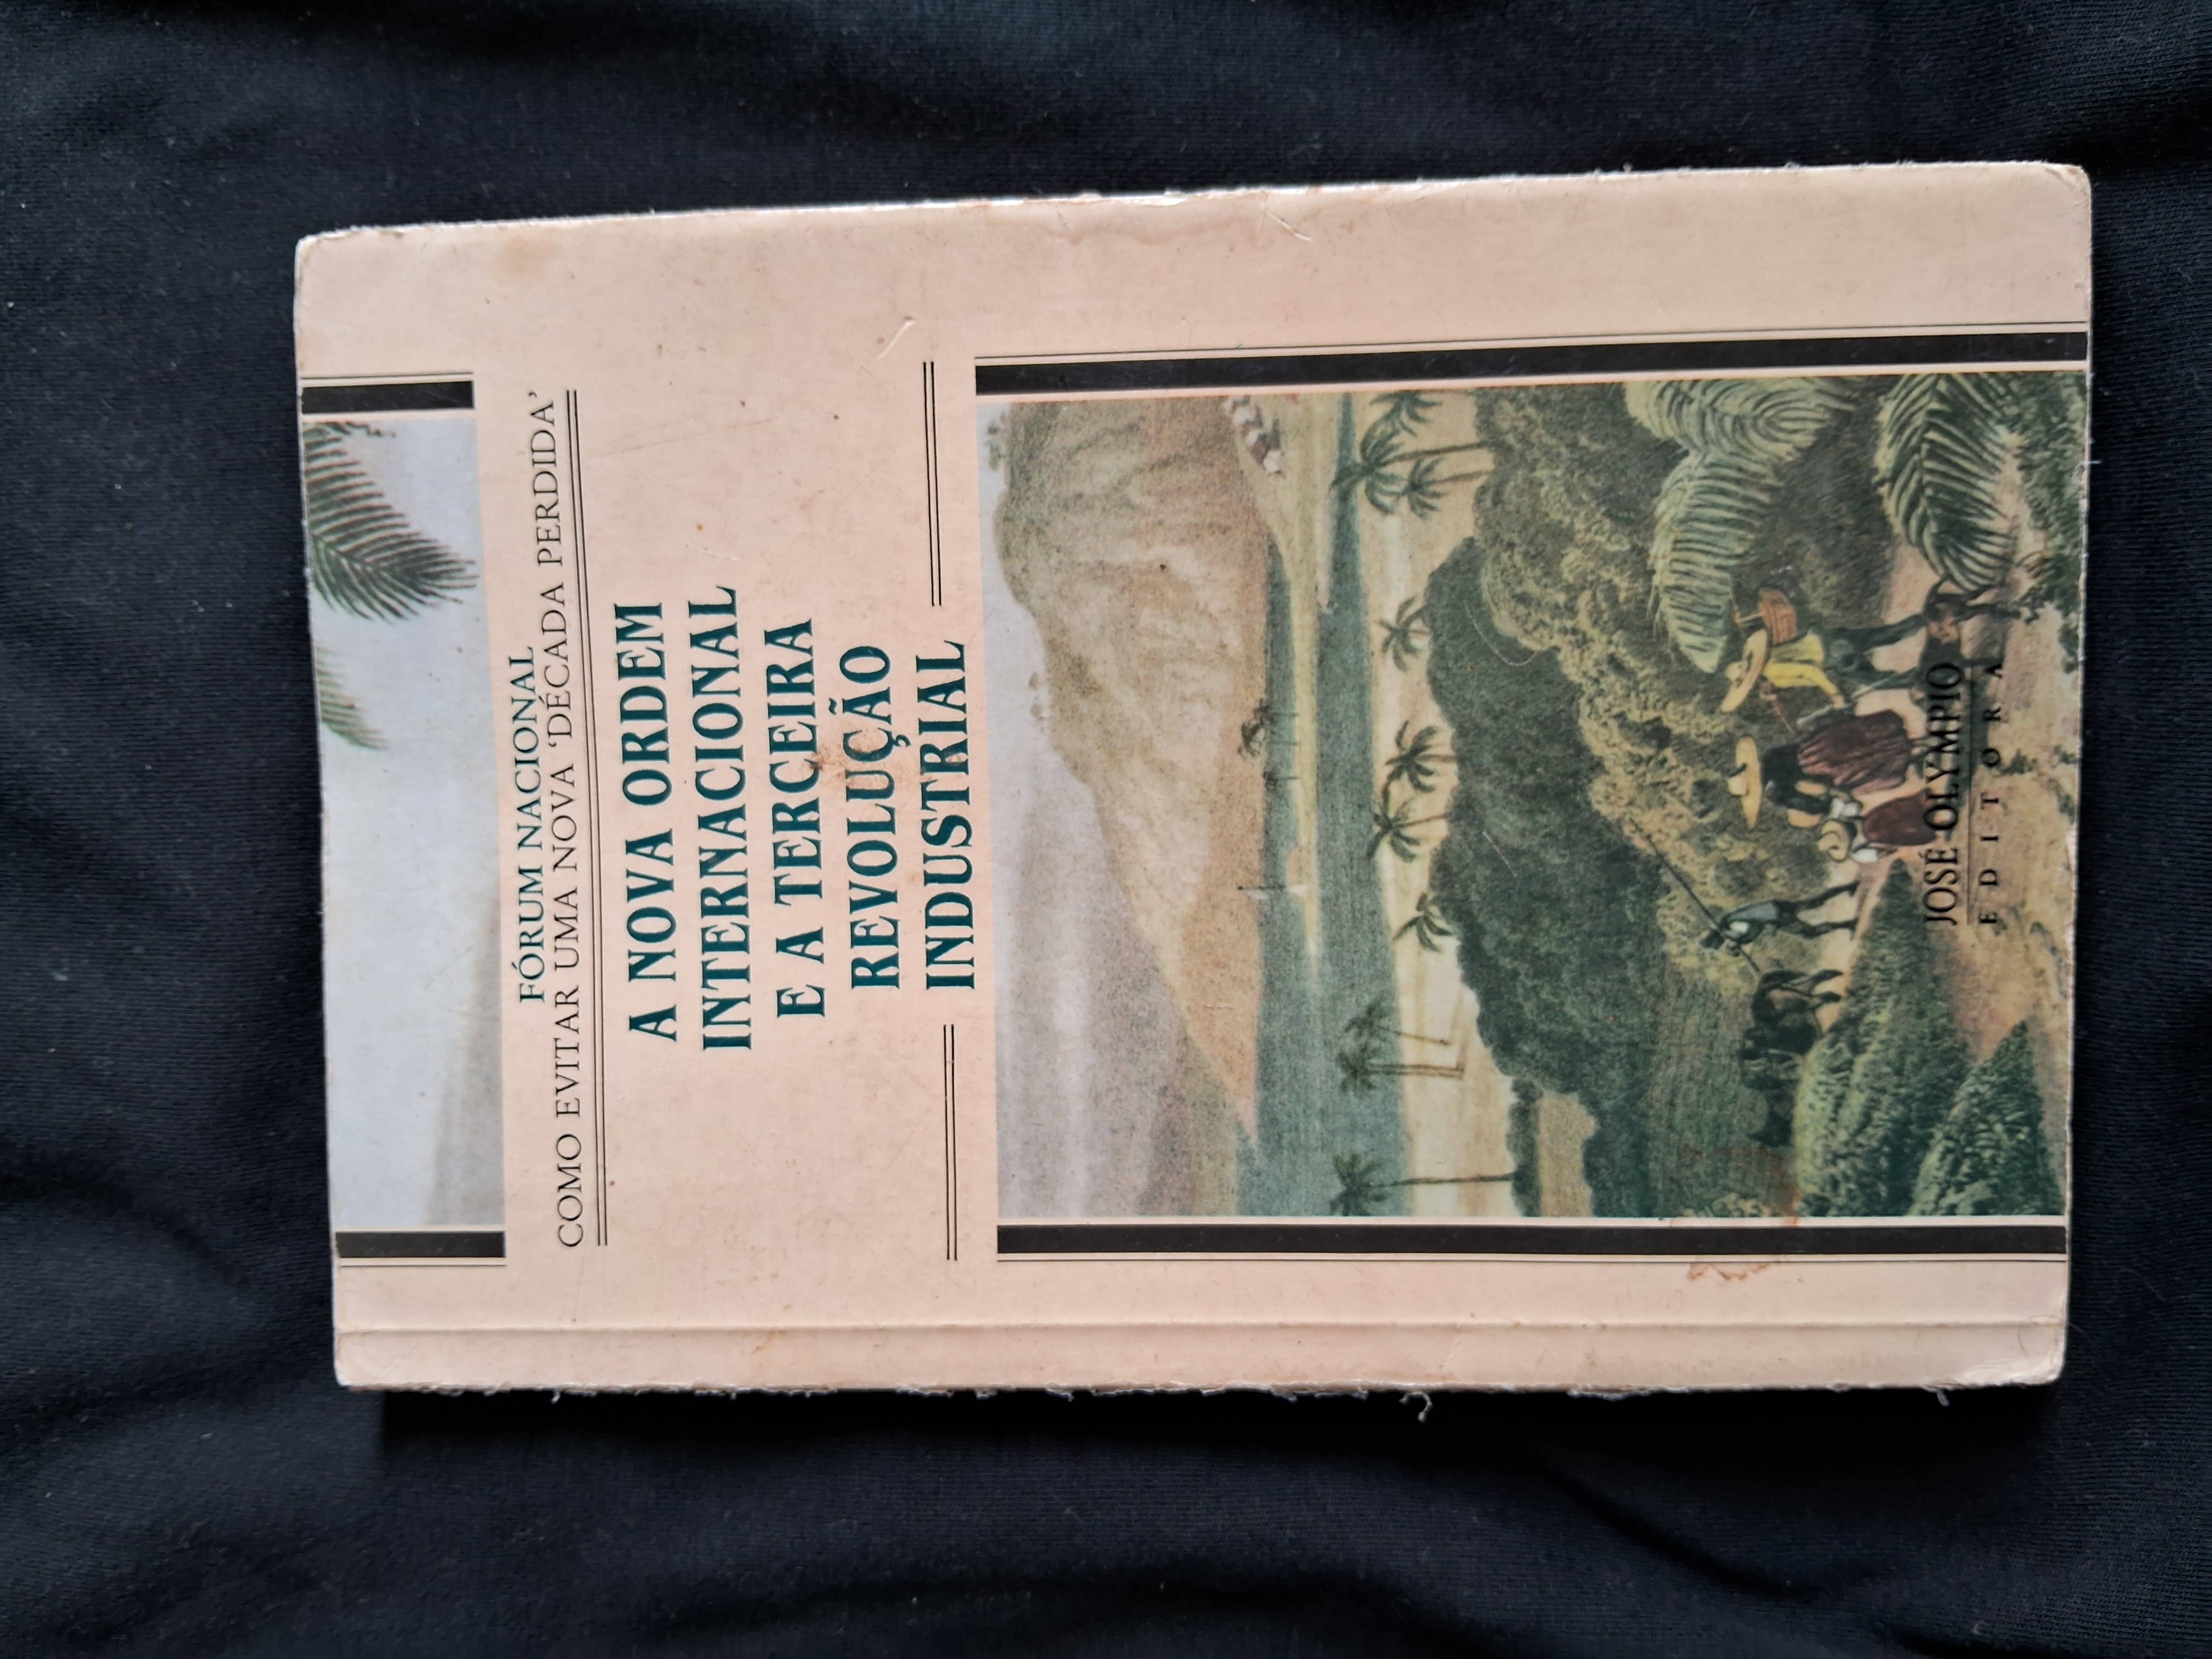 FÓRUM NACIONAL
COMO EVITAR UMA NOVA ‘DÉCADA PERDIDA’
A NOVA ORDEM
INTERNACIONAL
E A TERCEIRA
REVOLUÇÃO
INDUSTRIAL
JOSÉ OLYMPIO
EDITORA